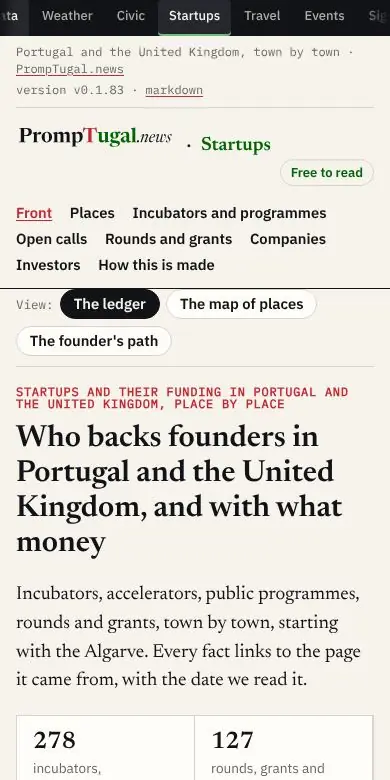 ata Weather Civic Startups Travel Events Sig
Portugal and the United Kingdom, town by town ·
PrompTugal.news
version v0.1.83 · markdown
PrompTugal.news · Startups
Free to read
Front Places Incubators and programmes
Open calls Rounds and grants Companies
Investors How this is made
View: The ledger The map of places
The founder's path
STARTUPS AND THEIR FUNDING IN PORTUGAL AND
THE UNITED KINGDOM, PLACE BY PLACE
Who backs founders in
Portugal and the United
Kingdom, and with what
money
Incubators, accelerators, public programmes,
rounds and grants, town by town, starting
with the Algarve. Every fact links to the page
it came from, with the date we read it.
278 127
incubators, rounds, grants and